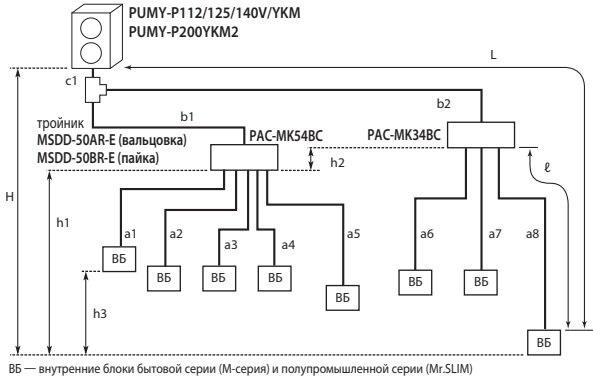 PUMY-P112/125/140V/YKM
PUMY-P200YKM2
L
c1
b1
b2
тройник
MSDD-50AR-E (вальцовка)
MSDD-50BR-E (пайка)
PAC-MK54BC
PAC-MK34BC
h2
ℓ
H
h1
a1
a2
a3
a4
a5
a6
a7
a8
ВБ
ВБ
ВБ
ВБ
ВБ
ВБ
ВБ
ВБ
h3
ВБ — внутренние блоки бытовой серии (М-серия) и полупромышленной серии (Mr.SLIM)